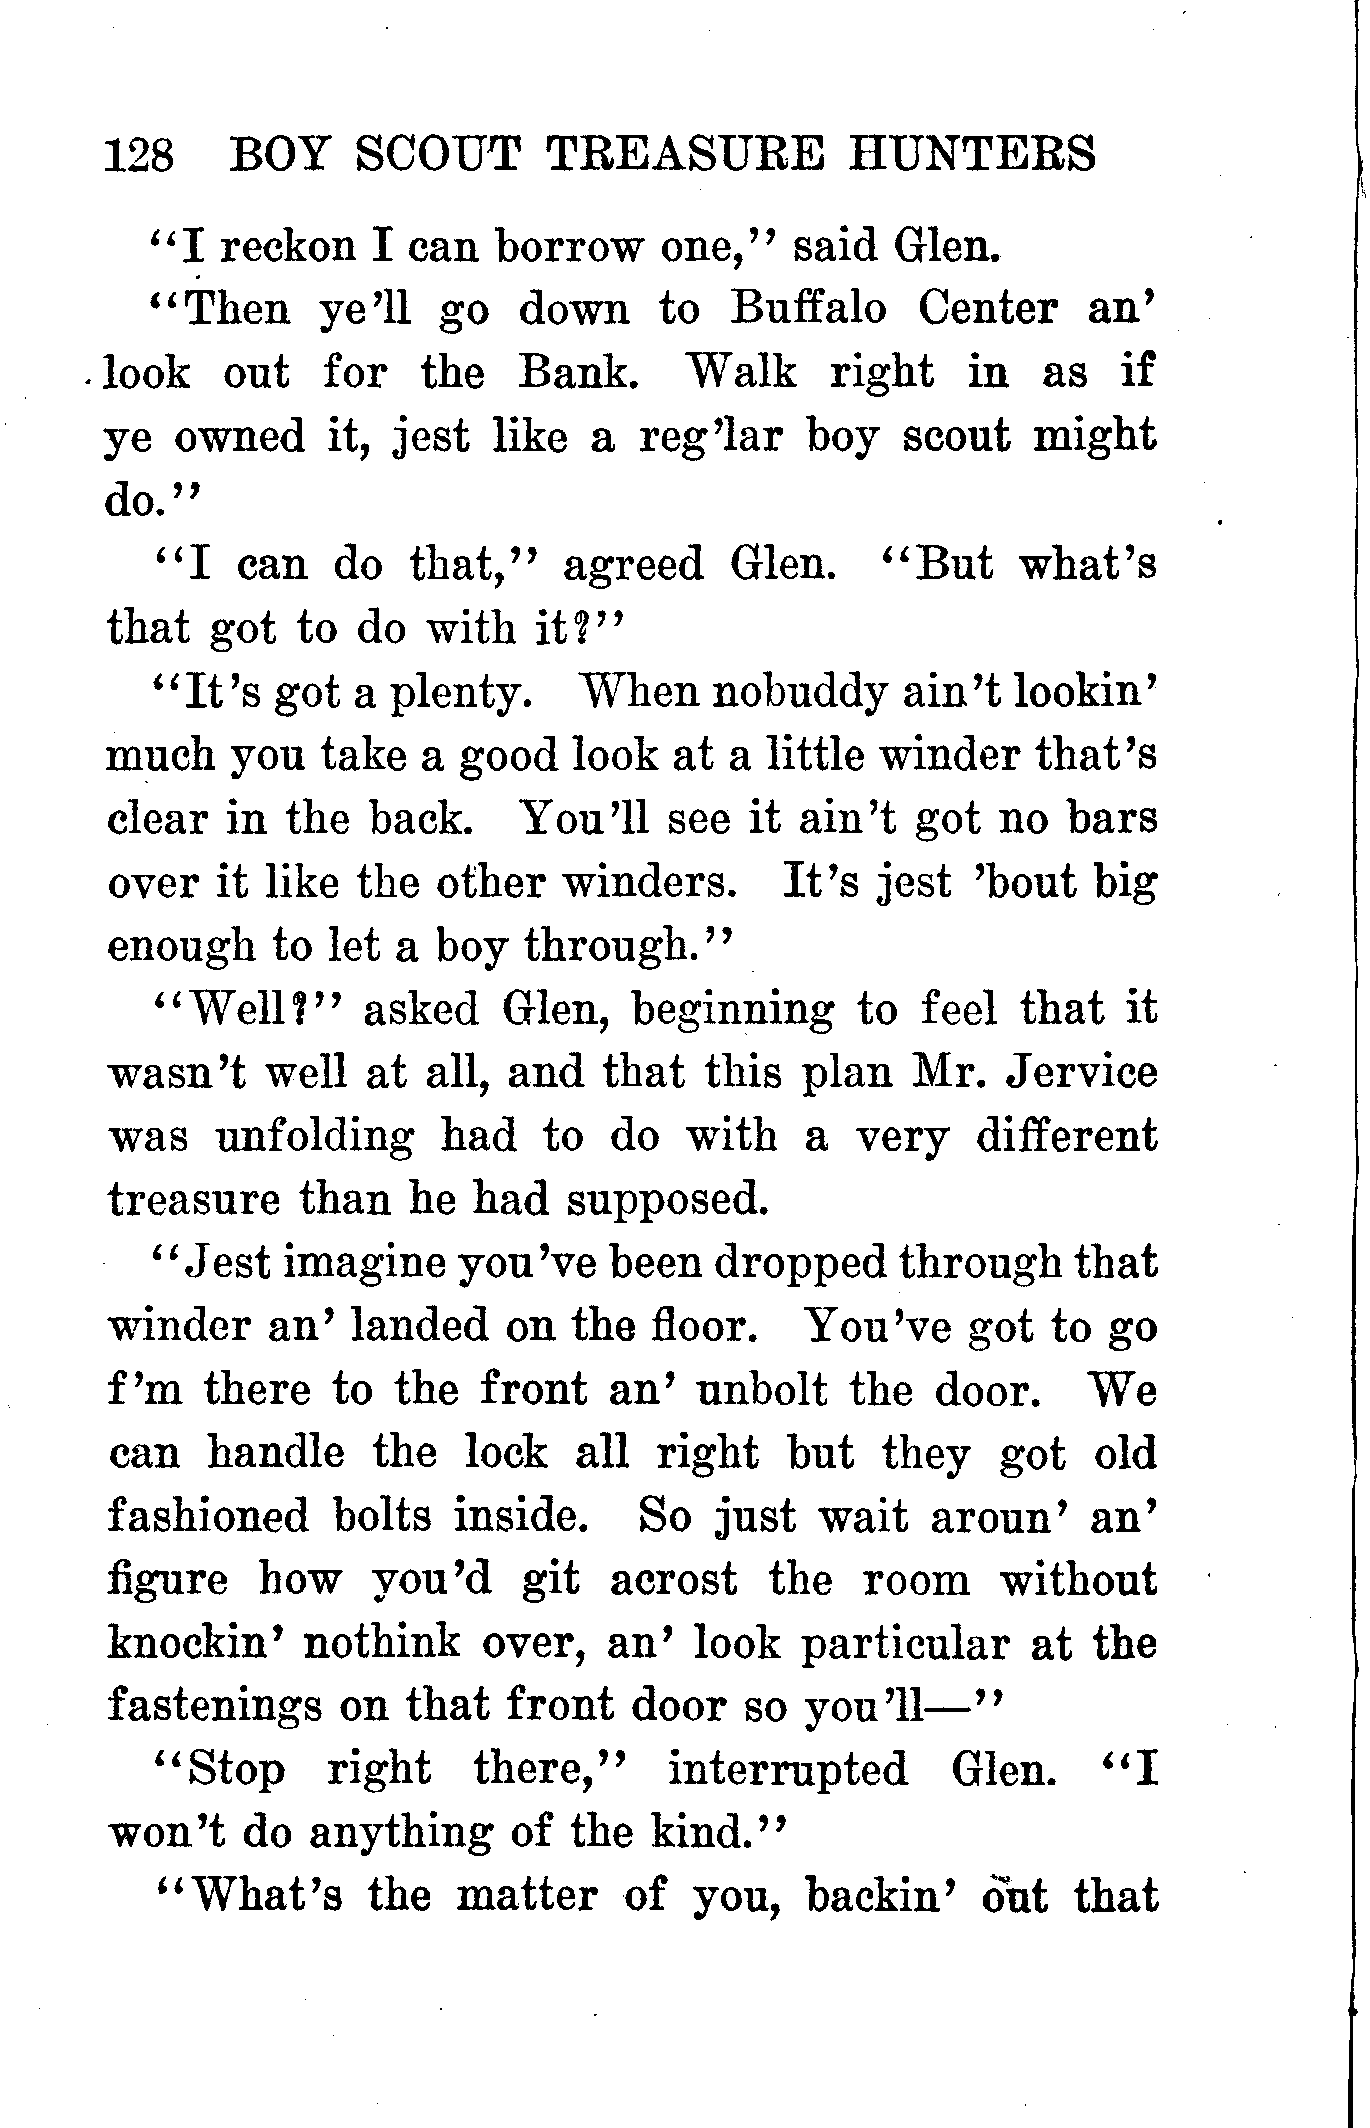 128 BOY SCOUT TREASURE HUNTERS
“I reckon I can borrow one,” said Glen.
“Then ye’ll go down to Buffalo Center an’
look out for the Bank. Walk right in as if
ye owned it, jest like a reg’lar boy scout might
do.”
“I can do that,” agreed Glen. “But what’s
that got to do with it?”
“It’s got a plenty. When nobuddy ain’t lookin’
much you take a good look at a little winder that’s
clear in the back. You’ll see it ain’t got no bars
over it like the other winders. It’s jest ’bout big
enough to let a boy through.”
“Well?” asked Glen, beginning to feel that it
wasn’t well at all, and that this plan Mr. Jervice
was unfolding had to do with a very different
treasure than he had supposed.
“Jest imagine you’ve been dropped through that
winder an’ landed on the floor. You’ve got to go
f’m there to the front an’ unbolt the door. We
can handle the lock all right but they got old
fashioned bolts inside. So just wait aroun’ an’
figure how you’d git acrost the room without
knockin’ nothink over, an’ look particular at the
fastenings on that front door so you’ll—”
“Stop right there,” interrupted Glen. “I
won’t do anything of the kind.”
“What’s the matter of you, backin’ out that